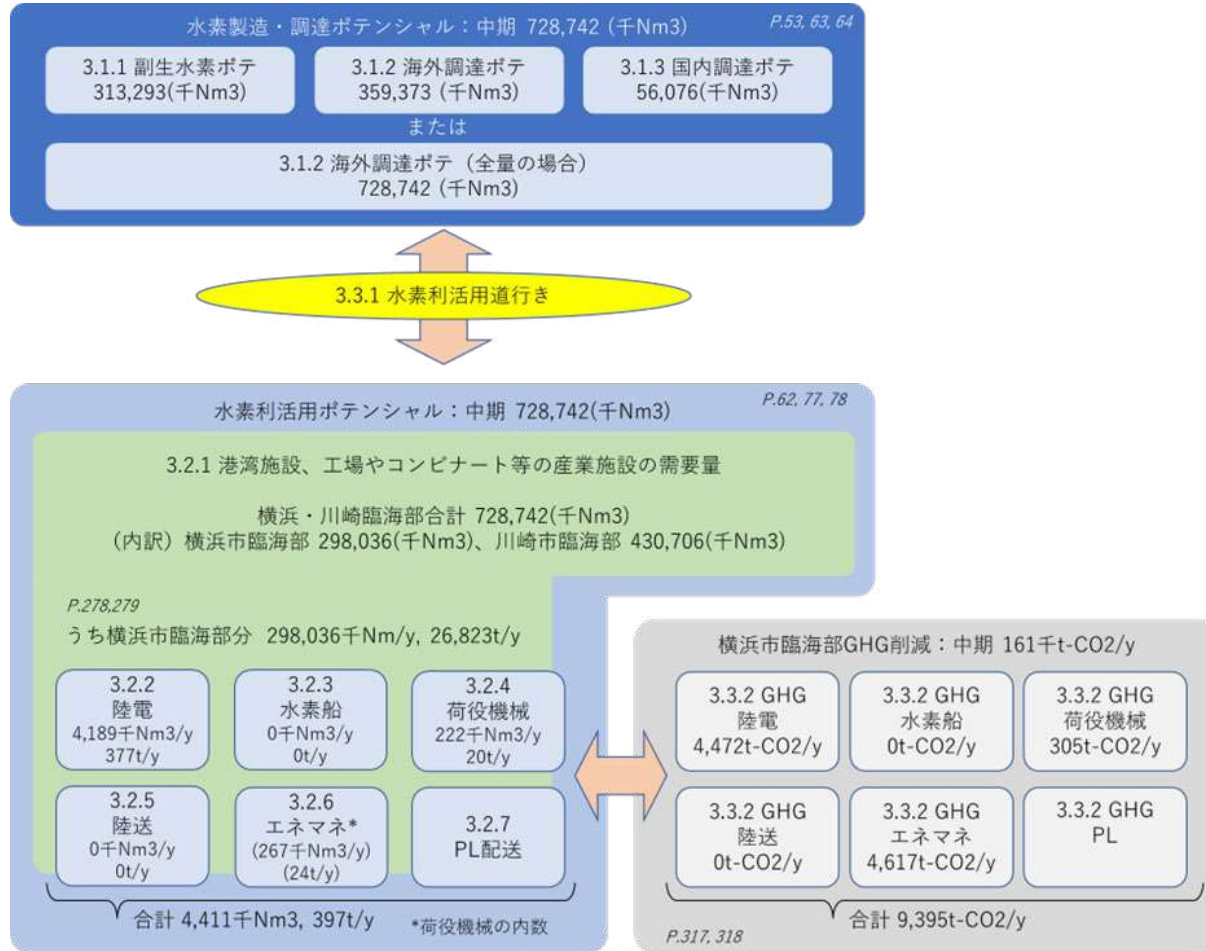 水素製造・調達ポテンシャル：中期 728,742 (千Nm3)
P.53, 63, 64
3.1.1 副生水素ポテ
313,293(千Nm3)
3.1.2 海外調達ポテ
359,373 (千Nm3)
3.1.3 国内調達ポテ
56,076(千Nm3)
または
3.1.2 海外調達ポテ（全量の場合）
728,742 (千Nm3)
3.3.1 水素利活用道行き
水素利活用ポテンシャル：中期 728,742(千Nm3)
P.62, 77, 78
3.2.1 港湾施設、工場やコンビナート等の産業施設の需要量
横浜・川崎臨海部合計 728,742(千Nm3)
（内訳）横浜市臨海部 298,036(千Nm3)、川崎市臨海部 430,706(千Nm3)
P.278,279
うち横浜市臨海部分 298,036千Nm/y, 26,823t/y
3.2.2
陸電
4,189千Nm3/y
377t/y
3.2.3
水素船
0千Nm3/y
0t/y
3.2.4
荷役機械
222千Nm3/y
20t/y
3.2.5
陸送
0千Nm3/y
0t/y
3.2.6
エネマネ*
(267千Nm3/y)
(24t/y)
3.2.7
PL配送
合計 4,411千Nm3, 397t/y
*荷役機械の内数
横浜市臨海部GHG削減：中期 161千t-CO2/y
3.3.2 GHG
陸電
4,472t-CO2/y
3.3.2 GHG
水素船
0t-CO2/y
3.3.2 GHG
荷役機械
305t-CO2/y
3.3.2 GHG
陸送
0t-CO2/y
3.3.2 GHG
エネマネ
4,617t-CO2/y
3.3.2 GHG
PL
合計 9,395t-CO2/y
P.317, 318